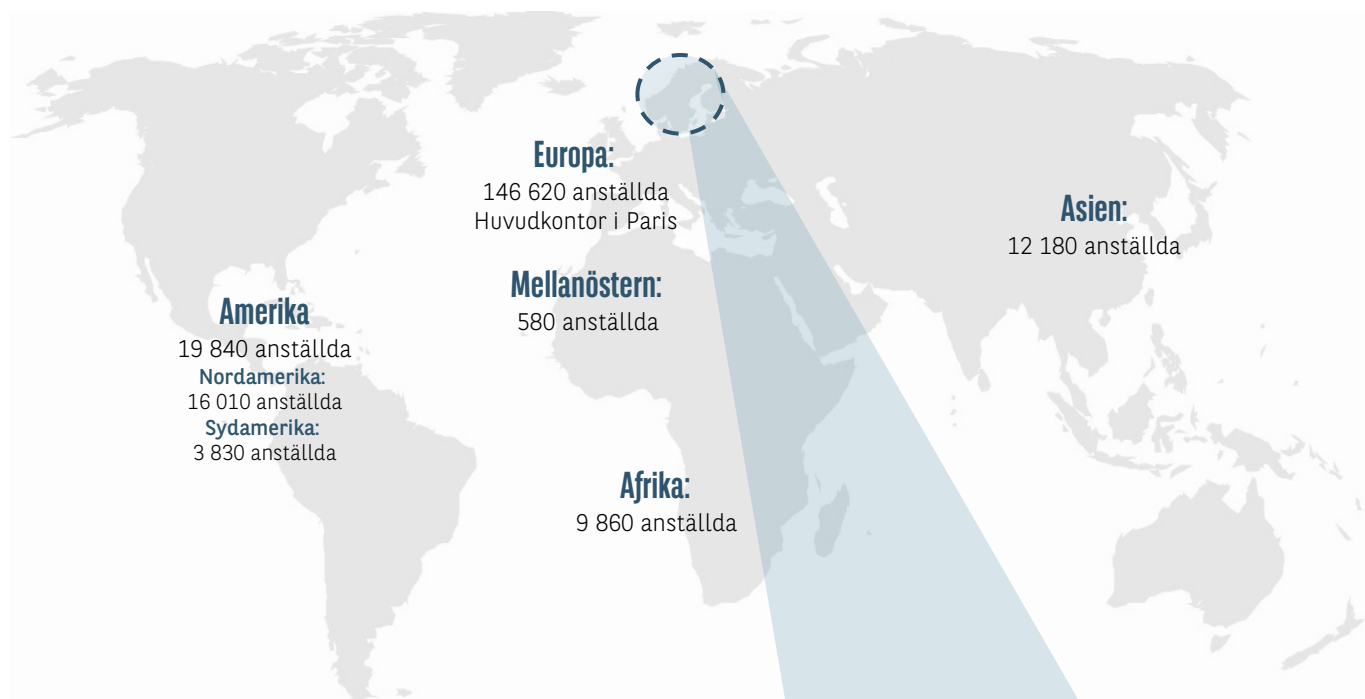 Europa:
146 620 anställda
Huvudkontor i Paris
Asien:
12 180 anställda
Mellanöstern:
580 anställda
Amerika
19 840 anställda
Nordamerika:
16 010 anställda
Sydamerika:
3 830 anställda
Afrika:
9 860 anställda